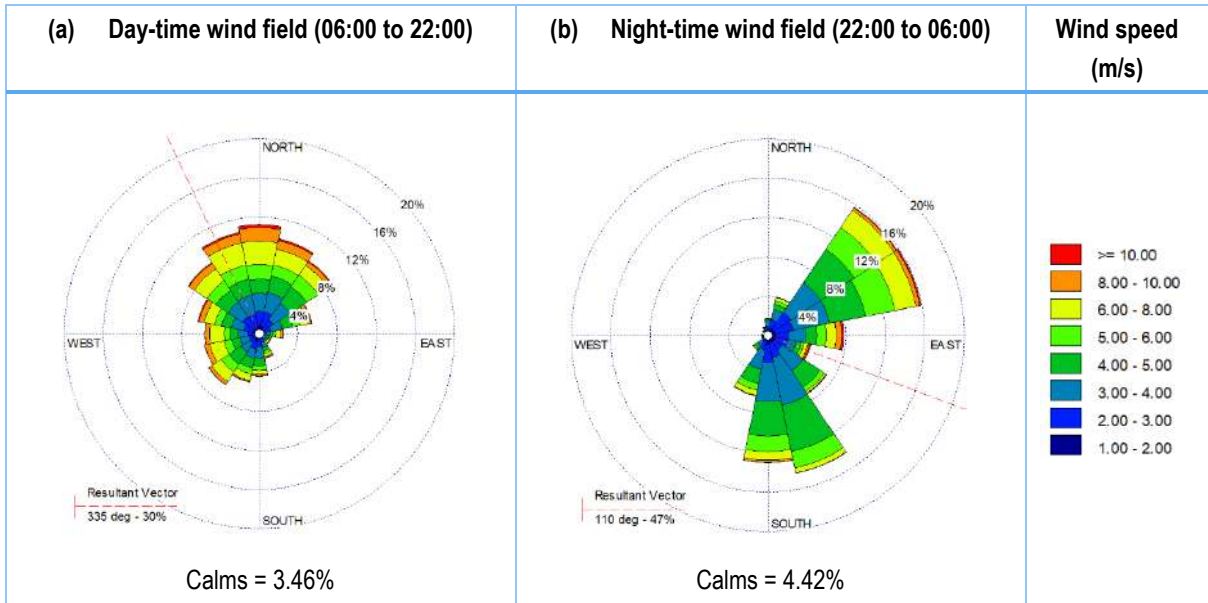 (a) Day-time wind field (06:00 to 22:00)
(b) Night-time wind field (22:00 to 06:00)
Wind speed
(m/s)
NORTH
20%
16%
12%
8%
4%
WEST
EAST
Resultant Vector
335 deg - 30%
SOUTH
Calms = 3.46%
NORTH
20%
16%
12%
8%
4%
WEST
EAST
Resultant Vector
110 deg - 47%
SOUTH
Calms = 4.42%
>= 10.00
8.00 - 10.00
6.00 - 8.00
5.00 - 6.00
4.00 - 5.00
3.00 - 4.00
2.00 - 3.00
1.00 - 2.00